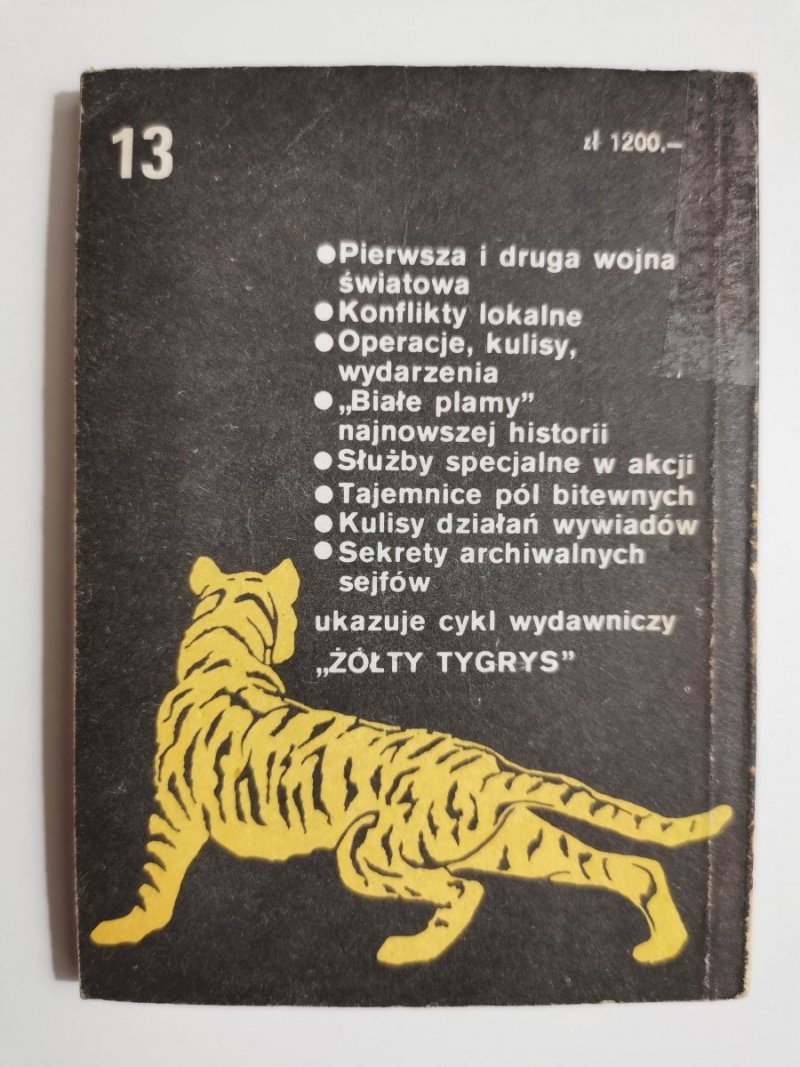 13
zł 1200.—
● Pierwsza i druga wojna
światowa
● Konflikty lokalne
● Operacje, kulisy,
wydarzenia
● „Białe plamy”
najnowszej historii
● Służby specjalne w akcji
● Tajemnice pól bitewnych
● Kulisy działań wywiadów
● Sekrety archiwalnych
sejfów
ukazuje cykl wydawniczy
„ŻÓŁTY TYGRYS”